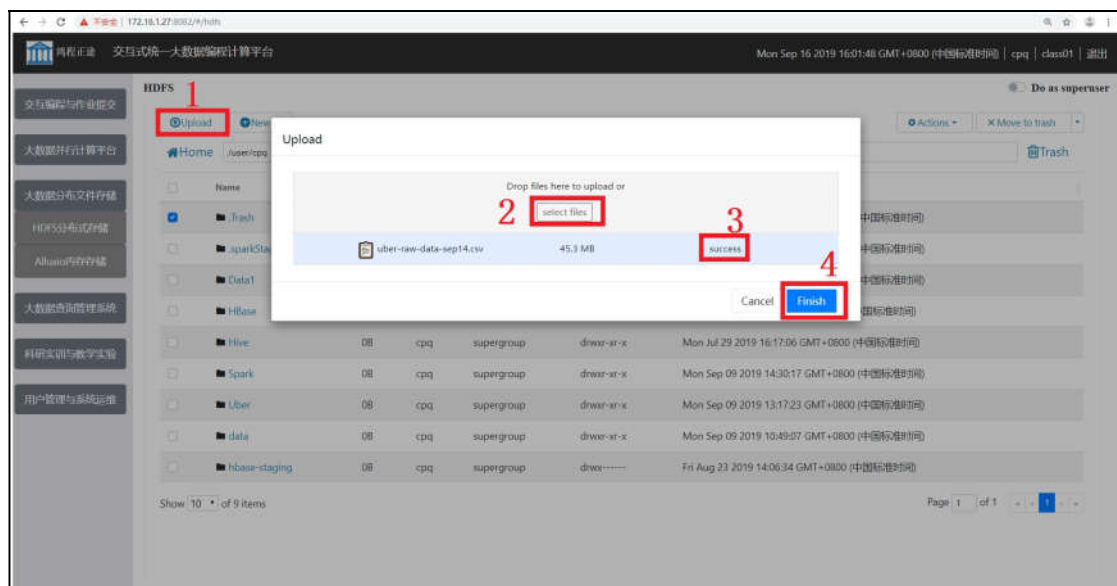 不安全 | 172.18.1.27:8082/#/hdfs
交互式统一大数据编程计算平台
Mon Sep 16 2019 16:01:48 GMT+0800 (中国标准时间) | cpq | class01 | 退出
交互编程与作业提交
大数据并行计算平台
大数据分布文件存储
HDFS分布式存储
Alluxio内存存储
大数据查询管理系统
科研实训与教学实验
用户管理与系统运维
HDFS
Do as superuser
1
Upload
New
Actions
Move to trash
Home
/user/cpq
Trash
Name
.Trash
中国标准时间)
.sparkSta
中国标准时间)
Data1
中国标准时间)
HBase
国标准时间)
Hive 0B cpq supergroup drwxr-xr-x Mon Jul 29 2019 16:17:06 GMT+0800 (中国标准时间)
Spark 0B cpq supergroup drwxr-xr-x Mon Sep 09 2019 14:30:17 GMT+0800 (中国标准时间)
Uber 0B cpq supergroup drwxr-xr-x Mon Sep 09 2019 13:17:23 GMT+0800 (中国标准时间)
data 0B cpq supergroup drwxr-xr-x Mon Sep 09 2019 10:49:07 GMT+0800 (中国标准时间)
hbase-staging 0B cpq supergroup drwx------ Fri Aug 23 2019 14:06:34 GMT+0800 (中国标准时间)
Show 10 of 9 items
Page 1 of 1
1
Upload
Drop files here to upload or
2
select files
3
uber-raw-data-sep14.csv 45.3 MB success
4
Cancel
Finish